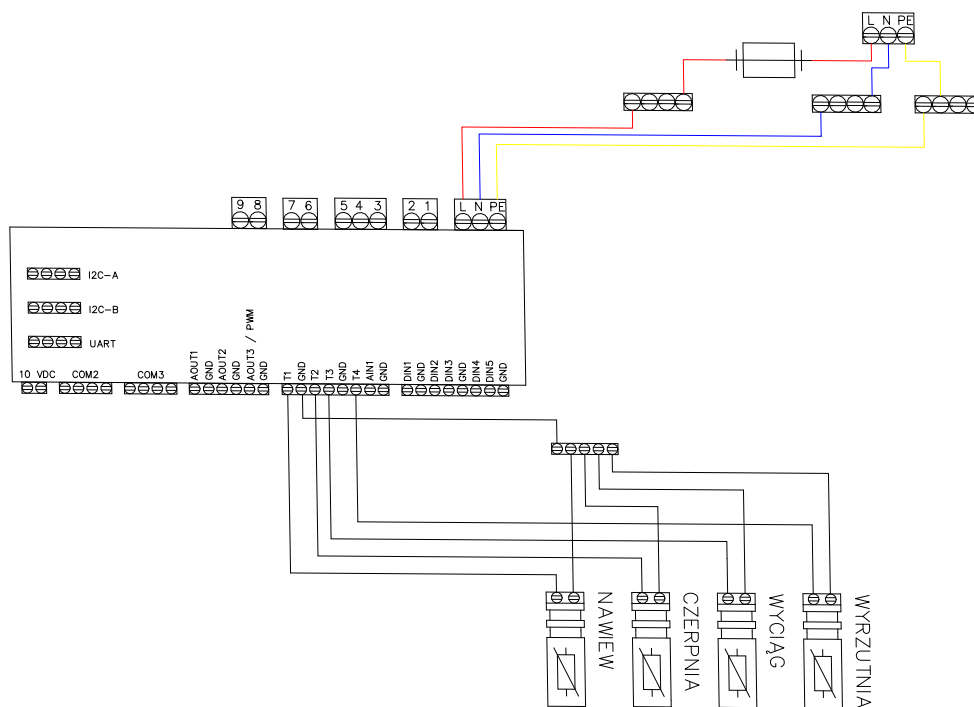 L N PE
9 8 7 6 5 4 3 2 1 L N PE
I2C-A
I2C-B
UART
10 VDC COM2 COM3 AOUT1 GND AOUT2 GND AOUT3 / PWM GND T1 GND T2 T3 GND T4 AIN1 GND DIN1 GND DIN2 DIN3 GND DIN4 DIN5 GND
NAWIEW CZERPNIA WYCIĄG WYRZUTNIA